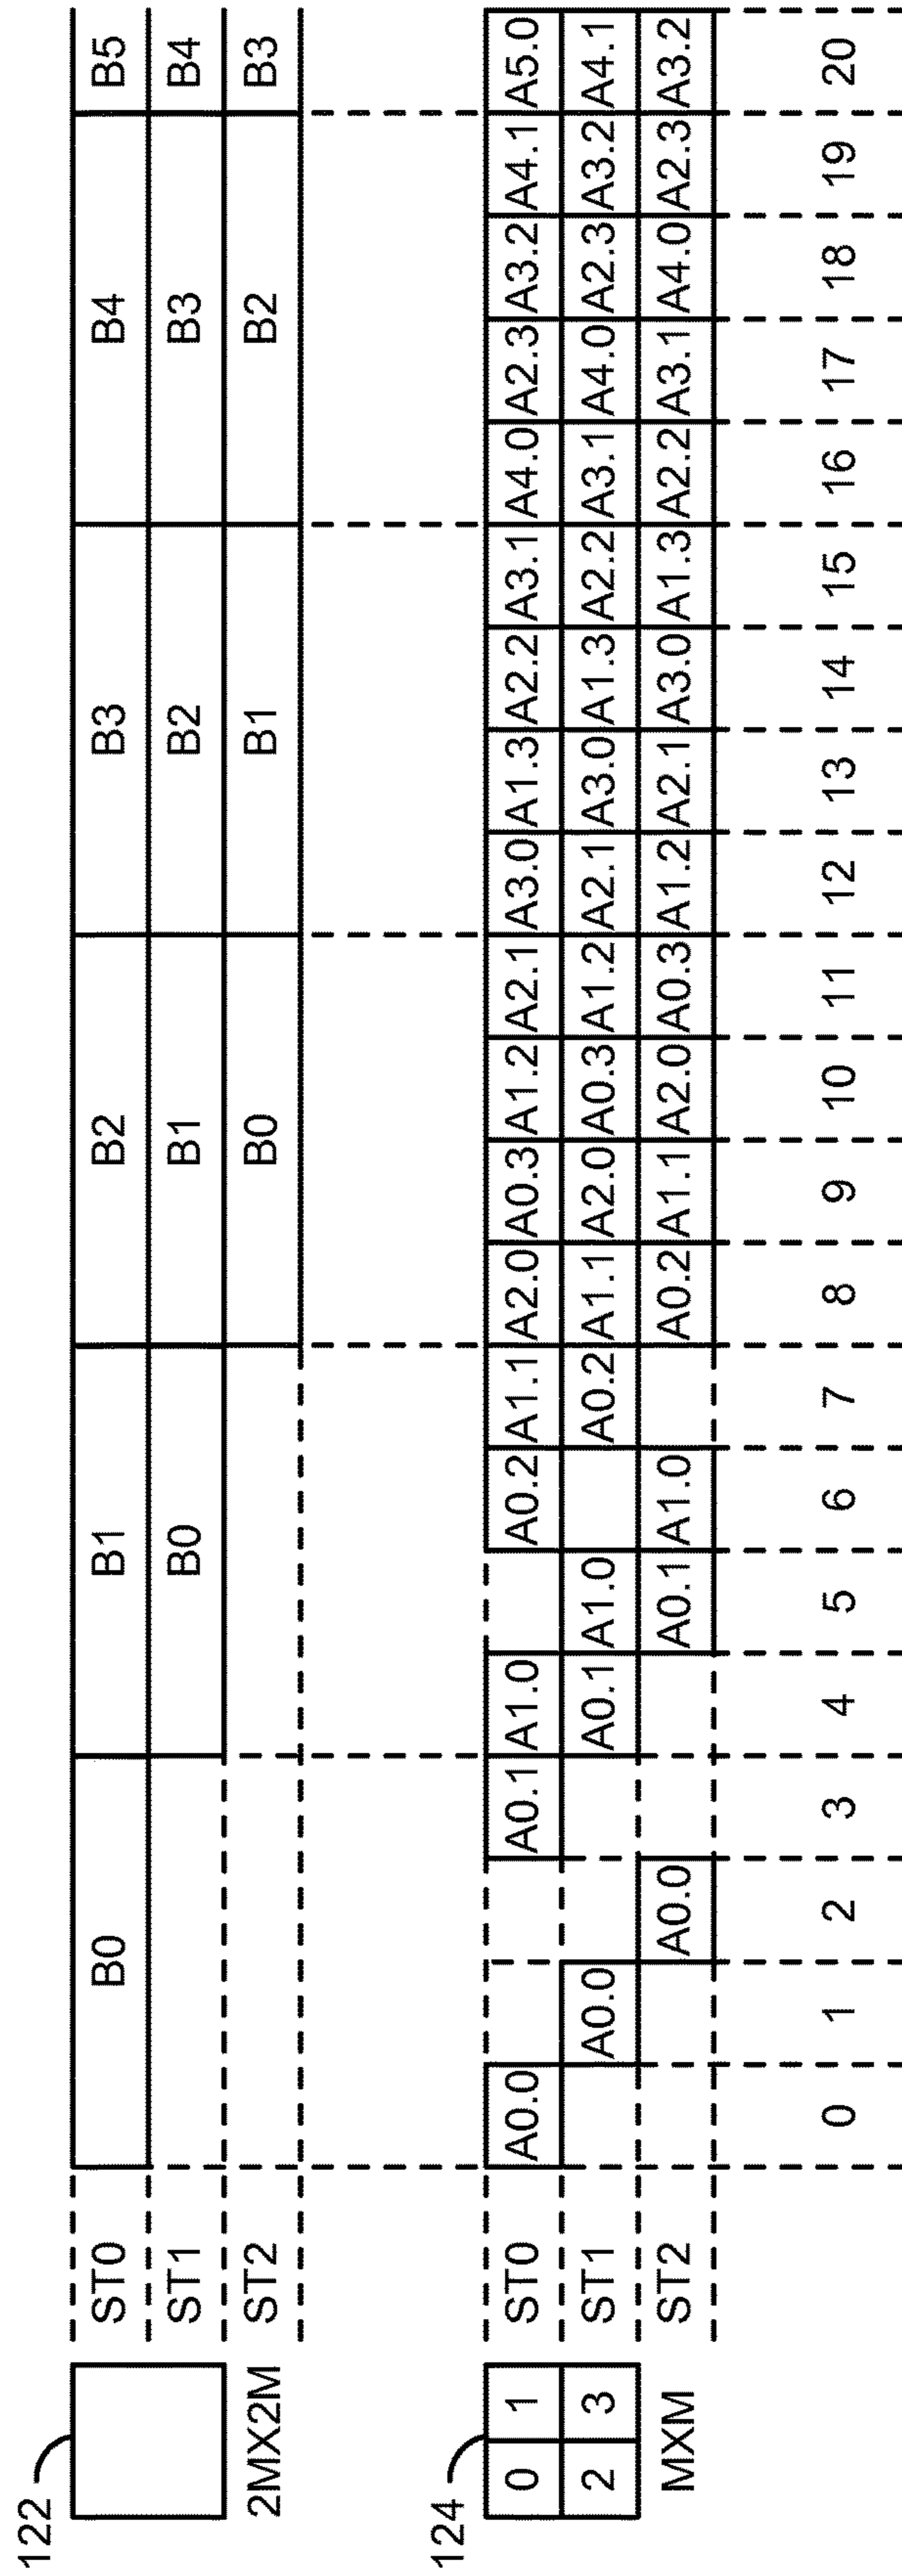 122
2MX2M
ST0 B0 B1 B2 B3 B4 B5
ST1 B0 B1 B2 B3 B4
ST2 B0 B1 B2 B3
124
0 1
2 3
MXM
ST0 A0.0 A0.1 A1.0 A0.2 A1.1 A2.0 A0.3 A1.2 A2.1 A3.0 A1.3 A2.2 A3.1 A4.0 A2.3 A3.2 A4.1 A5.0
ST1 A0.0 A0.1 A1.0 A0.2 A1.1 A2.0 A0.3 A1.2 A2.1 A3.0 A1.3 A2.2 A3.1 A4.0 A2.3 A3.2 A4.1
ST2 A0.0 A0.1 A1.0 A0.2 A1.1 A2.0 A0.3 A1.2 A2.1 A3.0 A1.3 A2.2 A3.1 A4.0 A2.3 A3.2
0 1 2 3 4 5 6 7 8 9 10 11 12 13 14 15 16 17 18 19 20